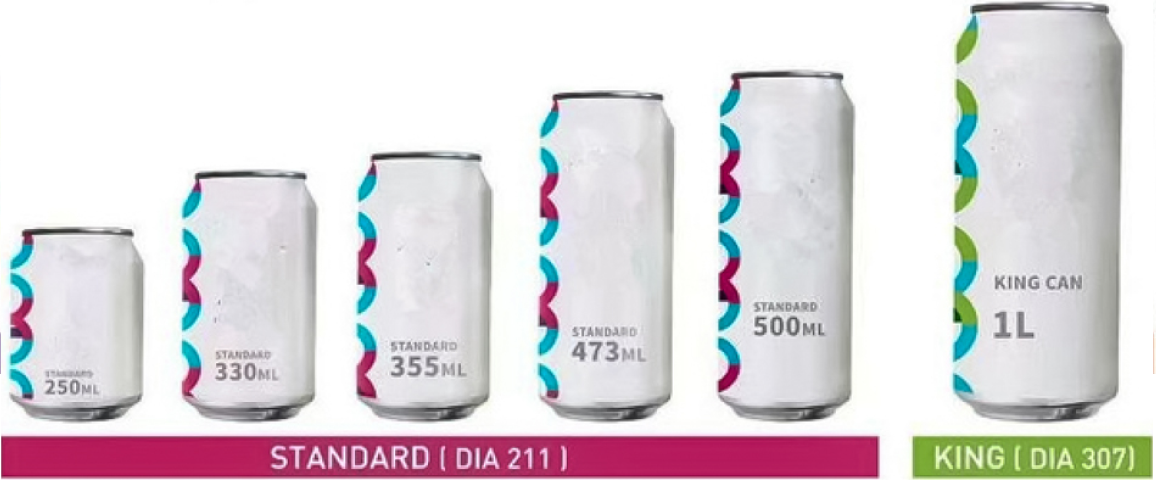 STANDARD
250ML
STANDARD
330ML
STANDARD
355ML
STANDARD
473ML
STANDARD
500ML
KING CAN
1L
STANDARD ( DIA 211 )
KING ( DIA 307)